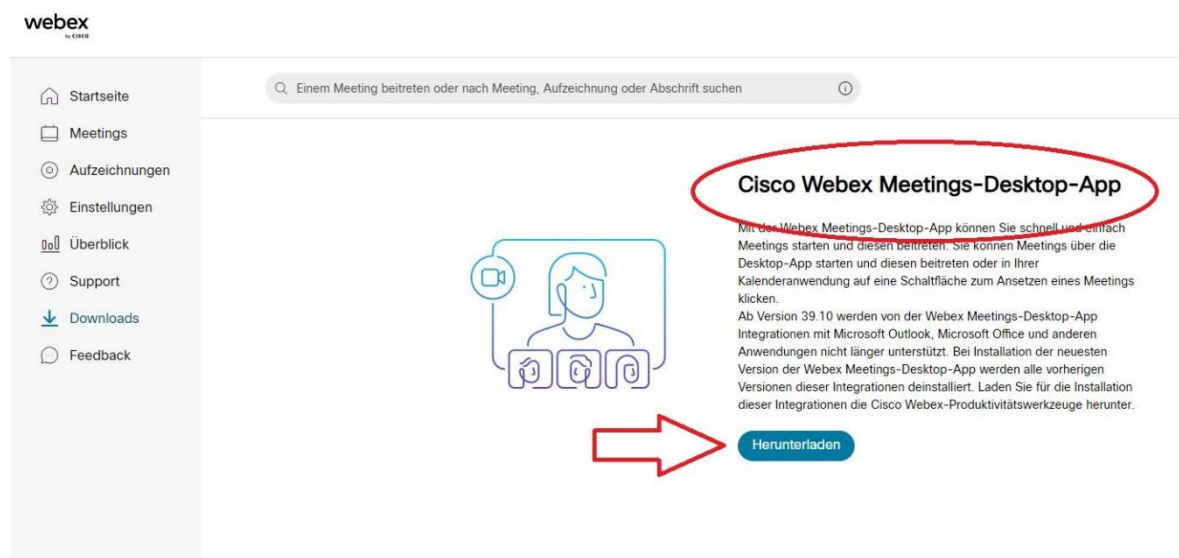 webex
by CISCO
Startseite
Meetings
Aufzeichnungen
Einstellungen
Überblick
Support
Downloads
Feedback
Einem Meeting beitreten oder nach Meeting, Aufzeichnung oder Abschrift suchen
Cisco Webex Meetings-Desktop-App
Mit der Webex Meetings-Desktop-App können Sie schnell und einfach
Meetings starten und diesen beitreten. Sie können Meetings über die
Desktop-App starten und diesen beitreten oder in Ihrer
Kalenderanwendung auf eine Schaltfläche zum Ansetzen eines Meetings
klicken.
Ab Version 39.10 werden von der Webex Meetings-Desktop-App
Integrationen mit Microsoft Outlook, Microsoft Office und anderen
Anwendungen nicht länger unterstützt. Bei Installation der neuesten
Version der Webex Meetings-Desktop-App werden alle vorherigen
Versionen dieser Integrationen deinstalliert. Laden Sie für die Installation
dieser Integrationen die Cisco Webex-Produktivitätswerkzeuge herunter.
Herunterladen